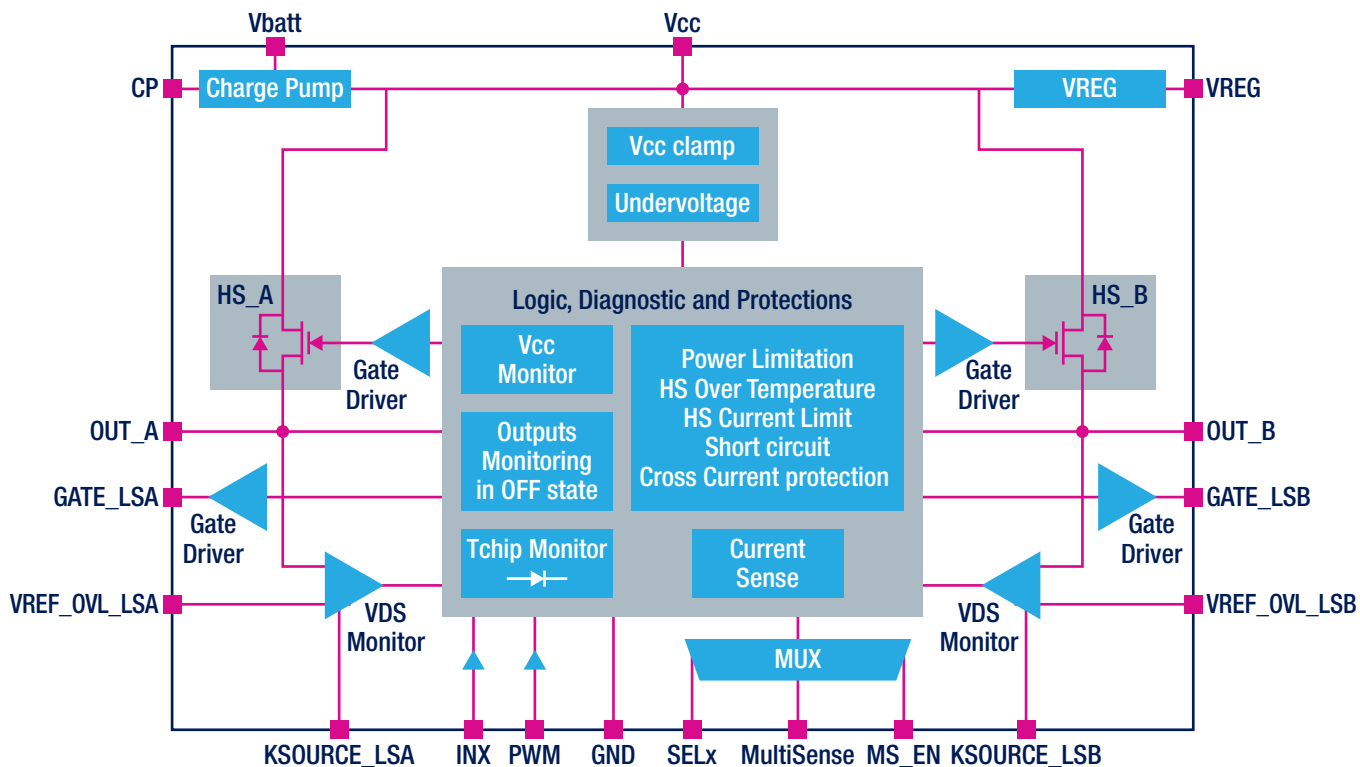 Vbatt
Vcc
CP
Charge Pump
VREG
VREG
Vcc clamp
Undervoltage
HS_A
Logic, Diagnostic and Protections
HS_B
Gate
Driver
Vcc
Monitor
Power Limitation
HS Over Temperature
HS Current Limit
Short circuit
Cross Current protection
Gate
Driver
OUT_A
Outputs
Monitoring
in OFF state
OUT_B
GATE_LSA
Gate
Driver
GATE_LSB
Gate
Driver
Tchip Monitor
Current
Sense
VREF_OVL_LSA
VDS
Monitor
VDS
Monitor
VREF_OVL_LSB
MUX
KSOURCE_LSA
INX
PWM
GND
SELx
MultiSense
MS_EN
KSOURCE_LSB